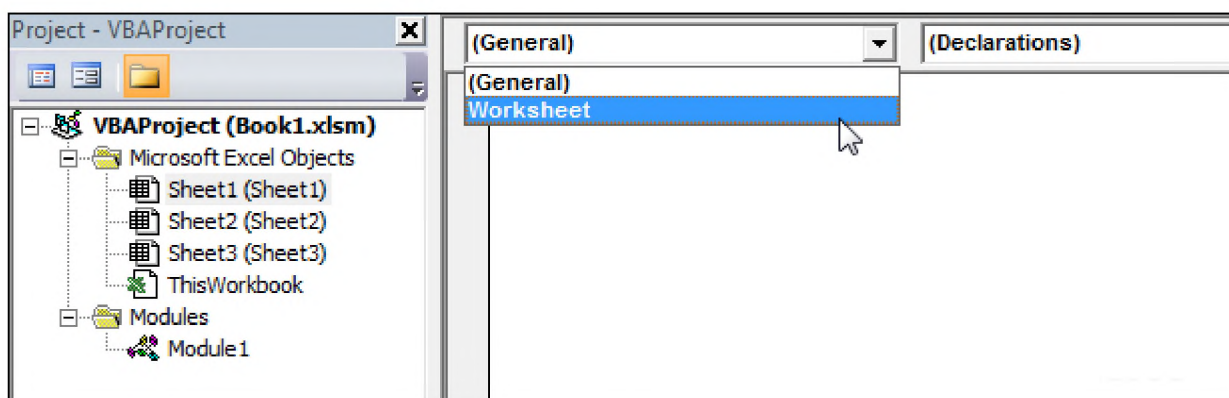 Project - VBAProject
VBAProject (Book1.xlsm)
Microsoft Excel Objects
Sheet1 (Sheet1)
Sheet2 (Sheet2)
Sheet3 (Sheet3)
ThisWorkbook
Modules
Module1
(General)
(Declarations)
(General)
Worksheet